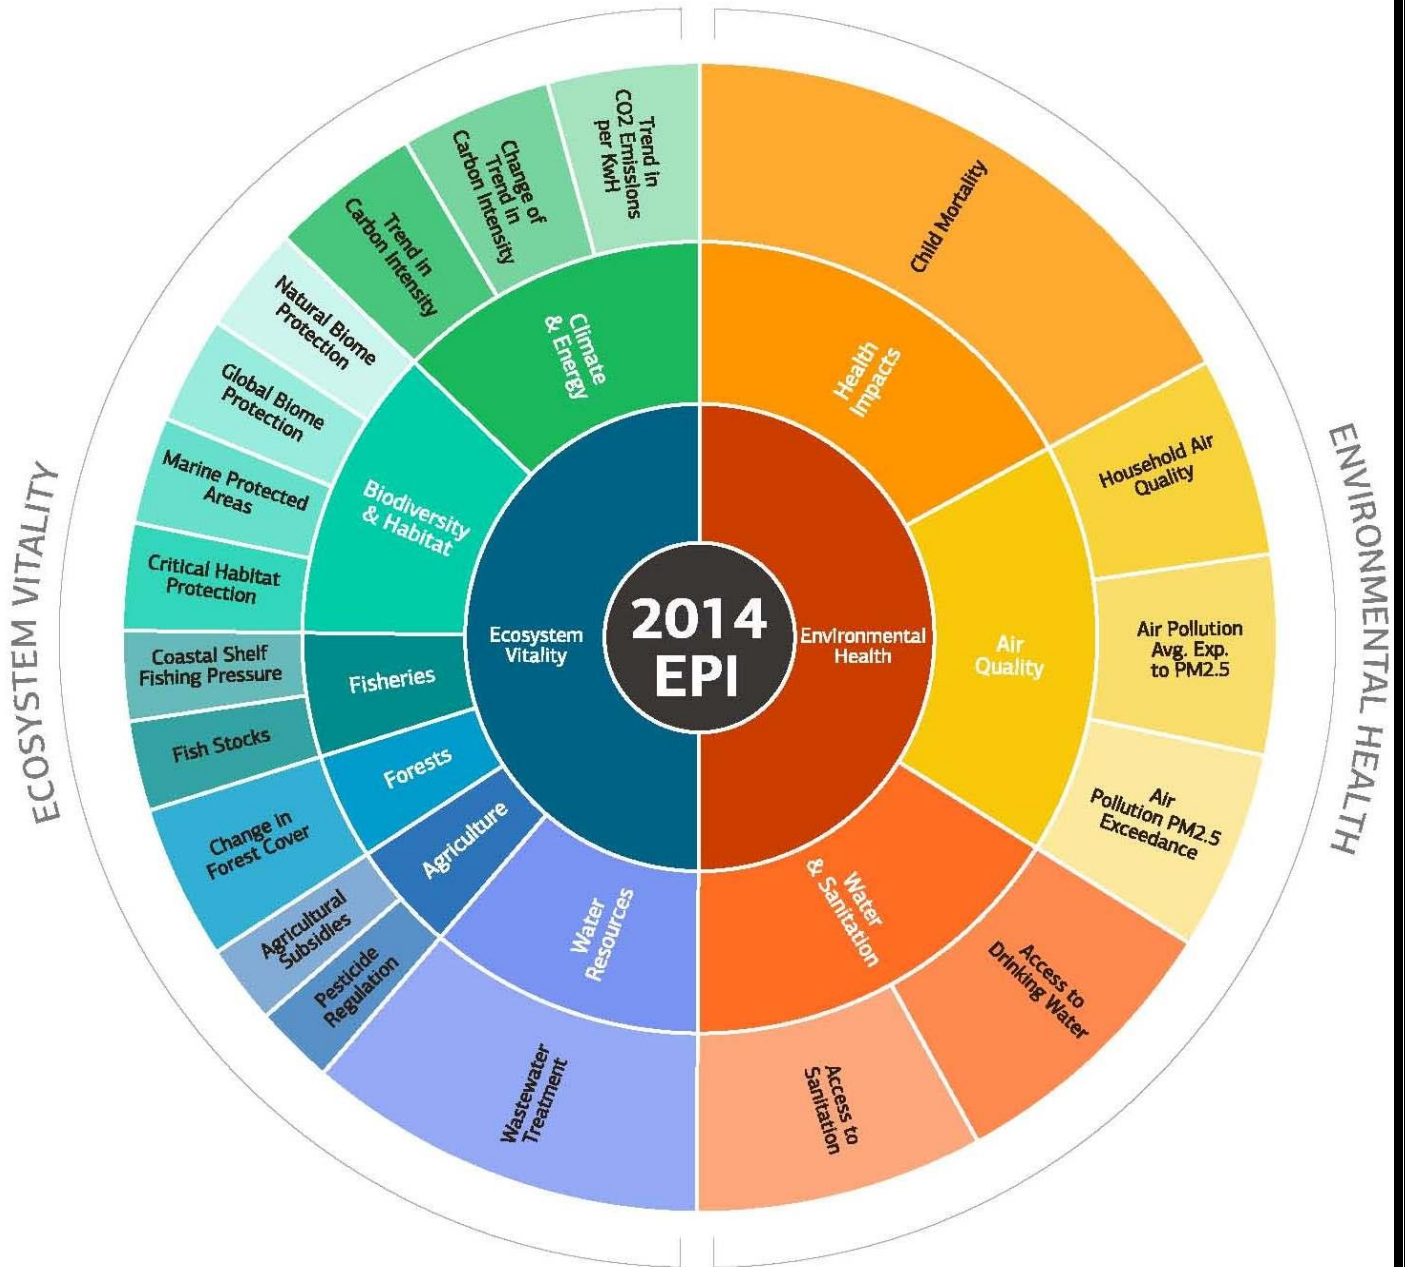 2014
EPI
Ecosystem
Vitality
Environmental
Health
ECOSYSTEM VITALITY
ENVIRONMENTAL HEALTH
Climate
& Energy
Biodiversity
& Habitat
Fisheries
Forests
Agriculture
Water
Resources
Health
Impacts
Air
Quality
Water
& Sanitation
Trend in
CO2 Emissions
per KwH
Change of
Trend in
Carbon Intensity
Trend in
Carbon Intensity
Natural Biome
Protection
Global Biome
Protection
Marine Protected
Areas
Critical Habitat
Protection
Coastal Shelf
Fishing Pressure
Fish Stocks
Change in
Forest Cover
Agricultural
Subsidies
Pesticide
Regulation
Wastewater
Treatment
Child Mortality
Household Air
Quality
Air Pollution
Avg. Exp.
to PM2.5
Air
Pollution PM2.5
Exceedance
Access to
Drinking Water
Access to
Sanitation